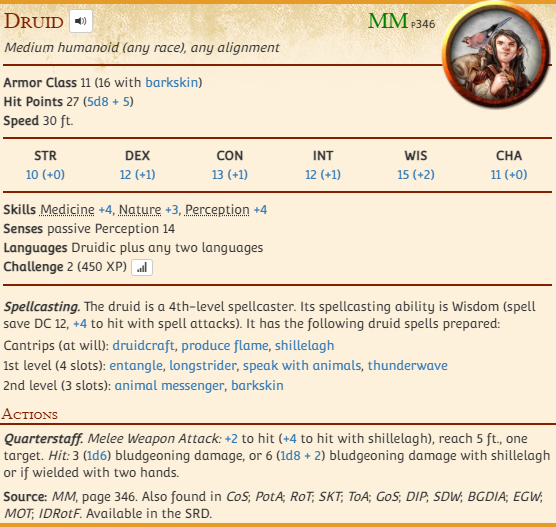 Druid
MM P346
Medium humanoid (any race), any alignment
Armor Class 11 (16 with barkskin)
Hit Points 27 (5d8 + 5)
Speed 30 ft.
STR DEX CON INT WIS CHA
10 (+0) 12 (+1) 13 (+1) 12 (+1) 15 (+2) 11 (+0)
Skills Medicine +4, Nature +3, Perception +4
Senses passive Perception 14
Languages Druidic plus any two languages
Challenge 2 (450 XP)
Spellcasting. The druid is a 4th-level spellcaster. Its spellcasting ability is Wisdom (spell
save DC 12, +4 to hit with spell attacks). It has the following druid spells prepared:
Cantrips (at will): druidcraft, produce flame, shillelagh
1st level (4 slots): entangle, longstrider, speak with animals, thunderwave
2nd level (3 slots): animal messenger, barkskin
Actions
Quarterstaff. Melee Weapon Attack: +2 to hit (+4 to hit with shillelagh), reach 5 ft., one
target. Hit: 3 (1d6) bludgeoning damage, or 6 (1d8 + 2) bludgeoning damage with shillelagh
or if wielded with two hands.
Source: MM, page 346. Also found in CoS; PotA; RoT; SKT; ToA; GoS; DIP; SDW; BGDIA; EGW;
MOT; IDRotF. Available in the SRD.